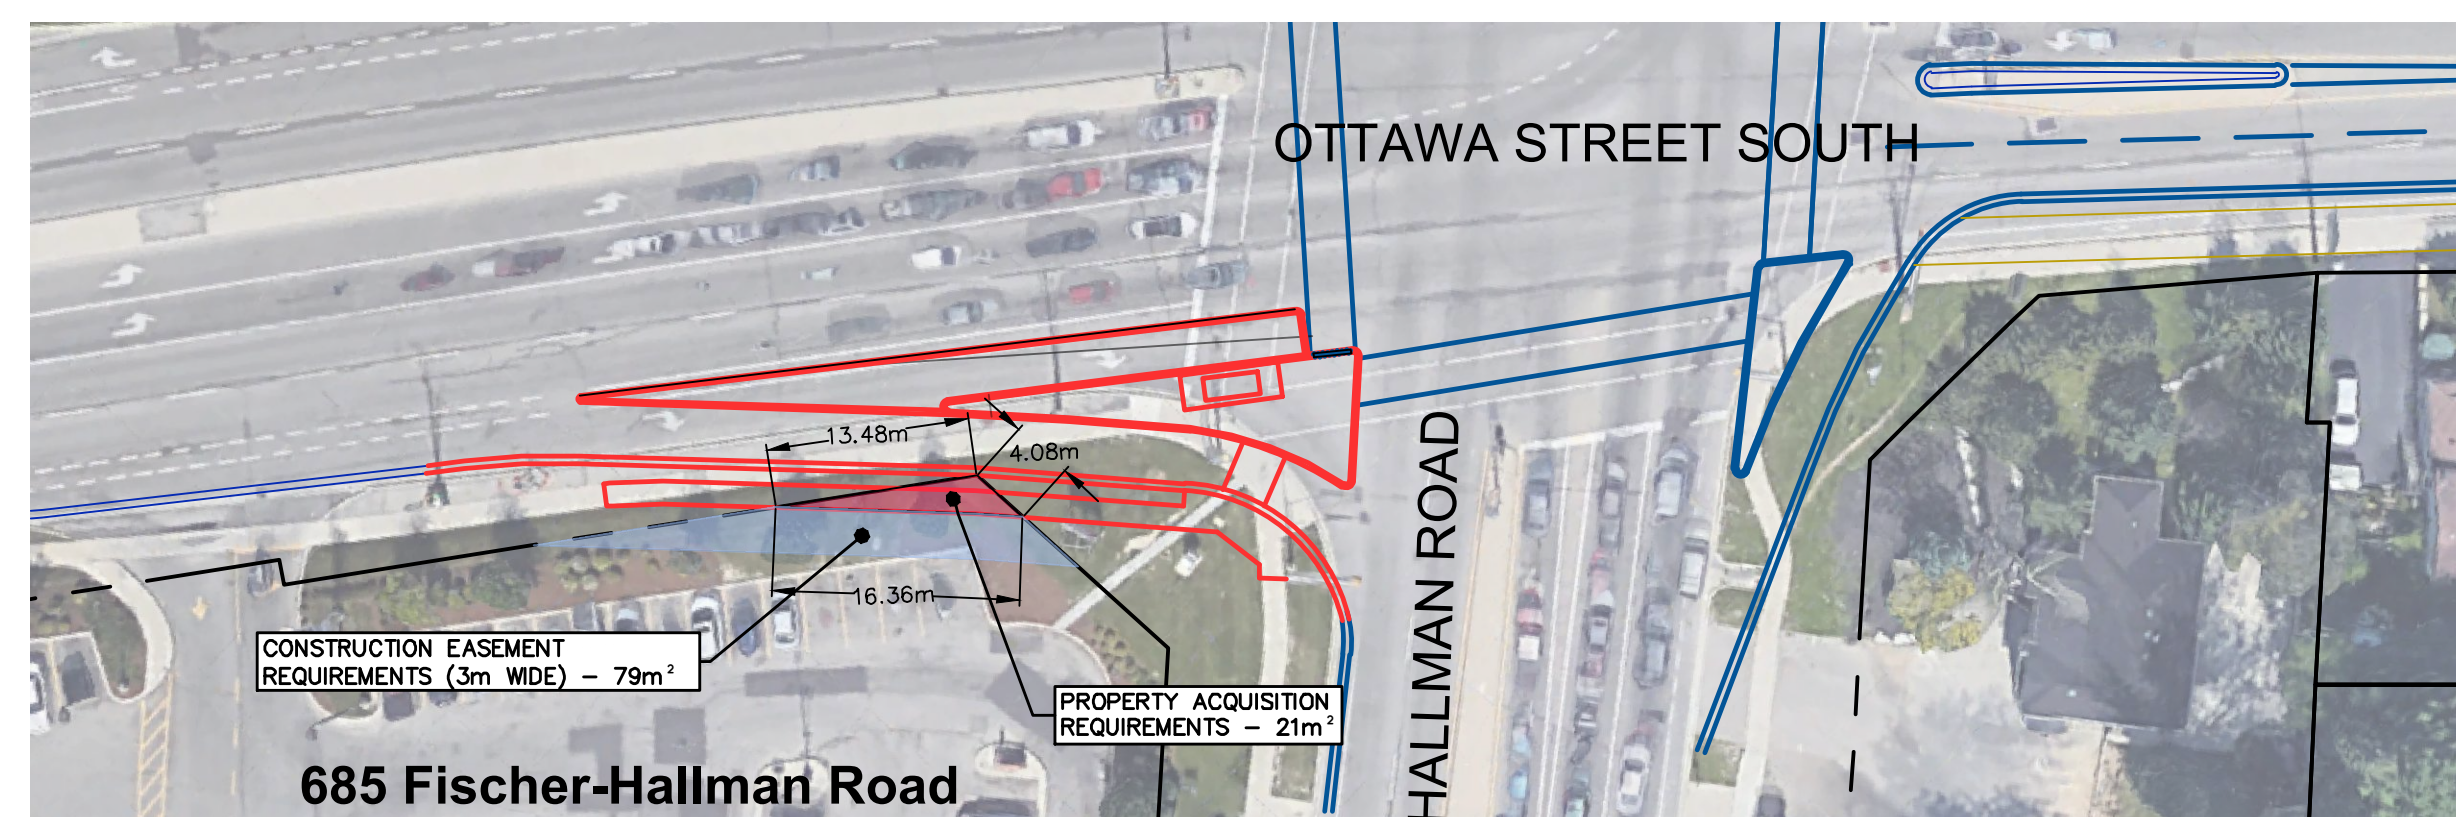 OTTAWA STREET SOUTH
13.48m
4.08m
HALLMAN ROAD
16.36m
CONSTRUCTION EASEMENT
REQUIREMENTS (3m WIDE) – 79m²
PROPERTY ACQUISITION
REQUIREMENTS – 21m²
685 Fischer-Hallman Road